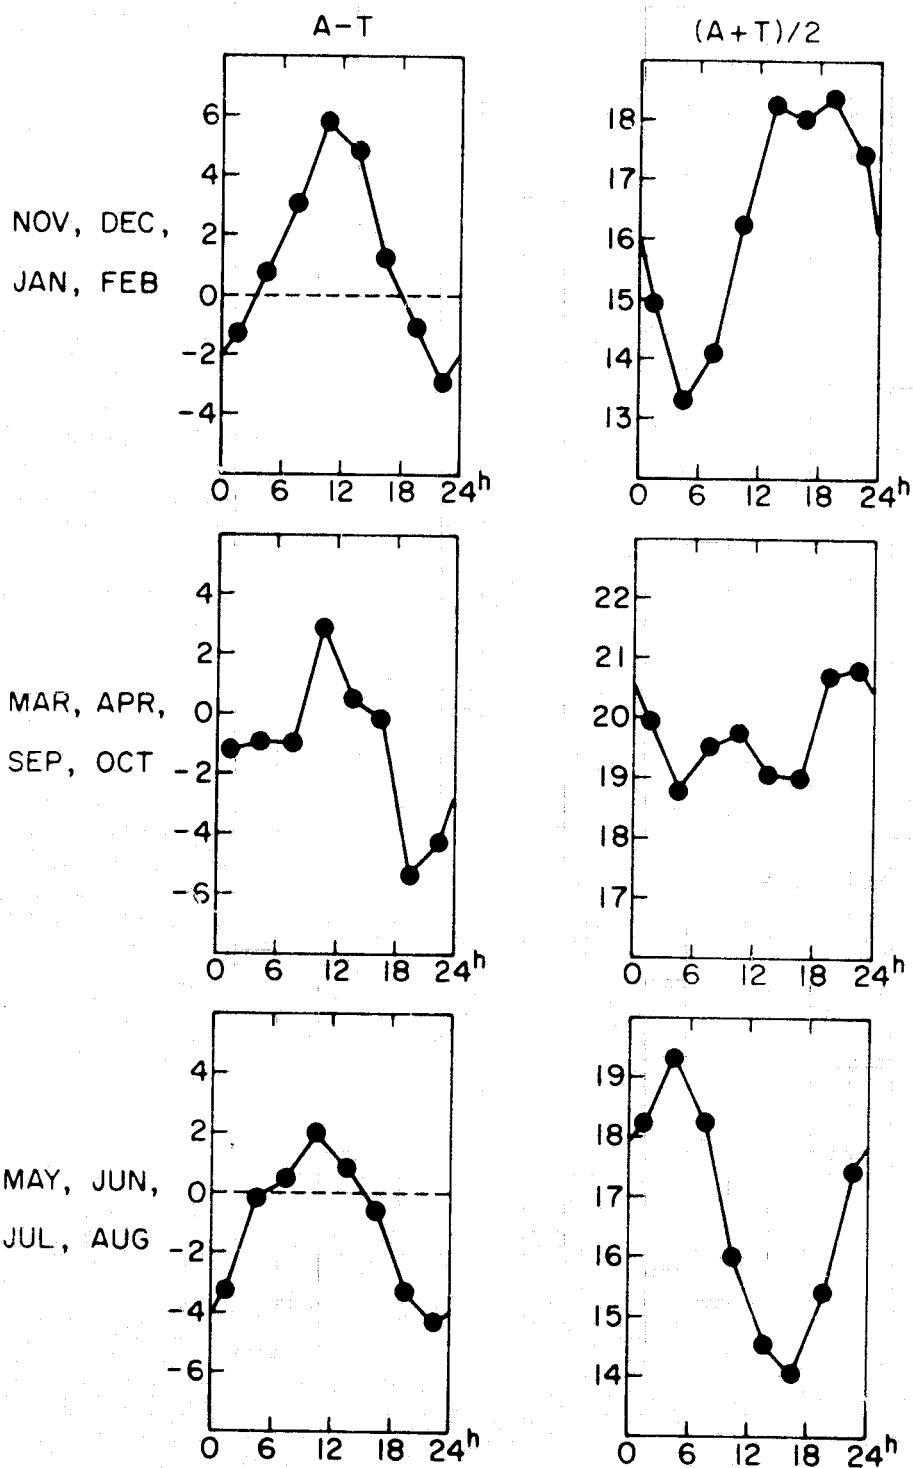 A-T (A+T)/2
6
4
2
0
-2
-4
0 6 12 18 24h
NOV, DEC,
JAN, FEB
18
17
16
15
14
13
0 6 12 18 24h
4
2
0
-2
-4
-6
0 6 12 18 24h
MAR, APR,
SEP, OCT
22
21
20
19
18
17
0 6 12 18 24h
4
2
0
-2
-4
-6
0 6 12 18 24h
MAY, JUN,
JUL, AUG
19
18
17
16
15
14
0 6 12 18 24h